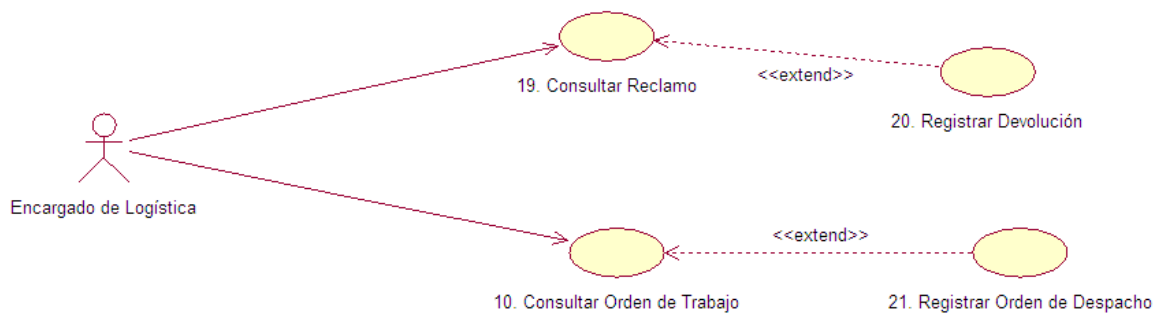 19. Consultar Reclamo
<<extend>>
20. Registrar Devolución
Encargado de Logística
<<extend>>
10. Consultar Orden de Trabajo
21. Registrar Orden de Despacho